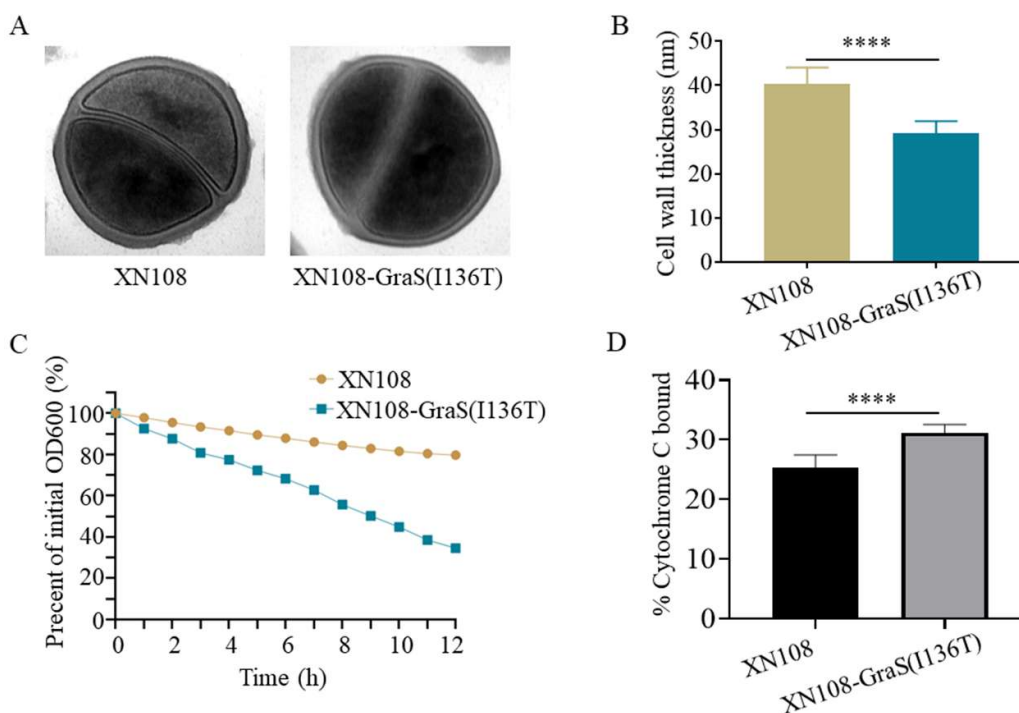 A
XN108
XN108-GraS(I136T)
B
Cell wall thickness (nm)
50
40
30
20
10
0
****
XN108
XN108-GraS(I136T)
C
Precent of initial OD600 (%)
100
80
60
40
20
0
0 2 4 6 8 10 12
Time (h)
XN108
XN108-GraS(I136T)
D
% Cytochrome C bound
40
30
20
10
0
****
XN108
XN108-GraS(I136T)